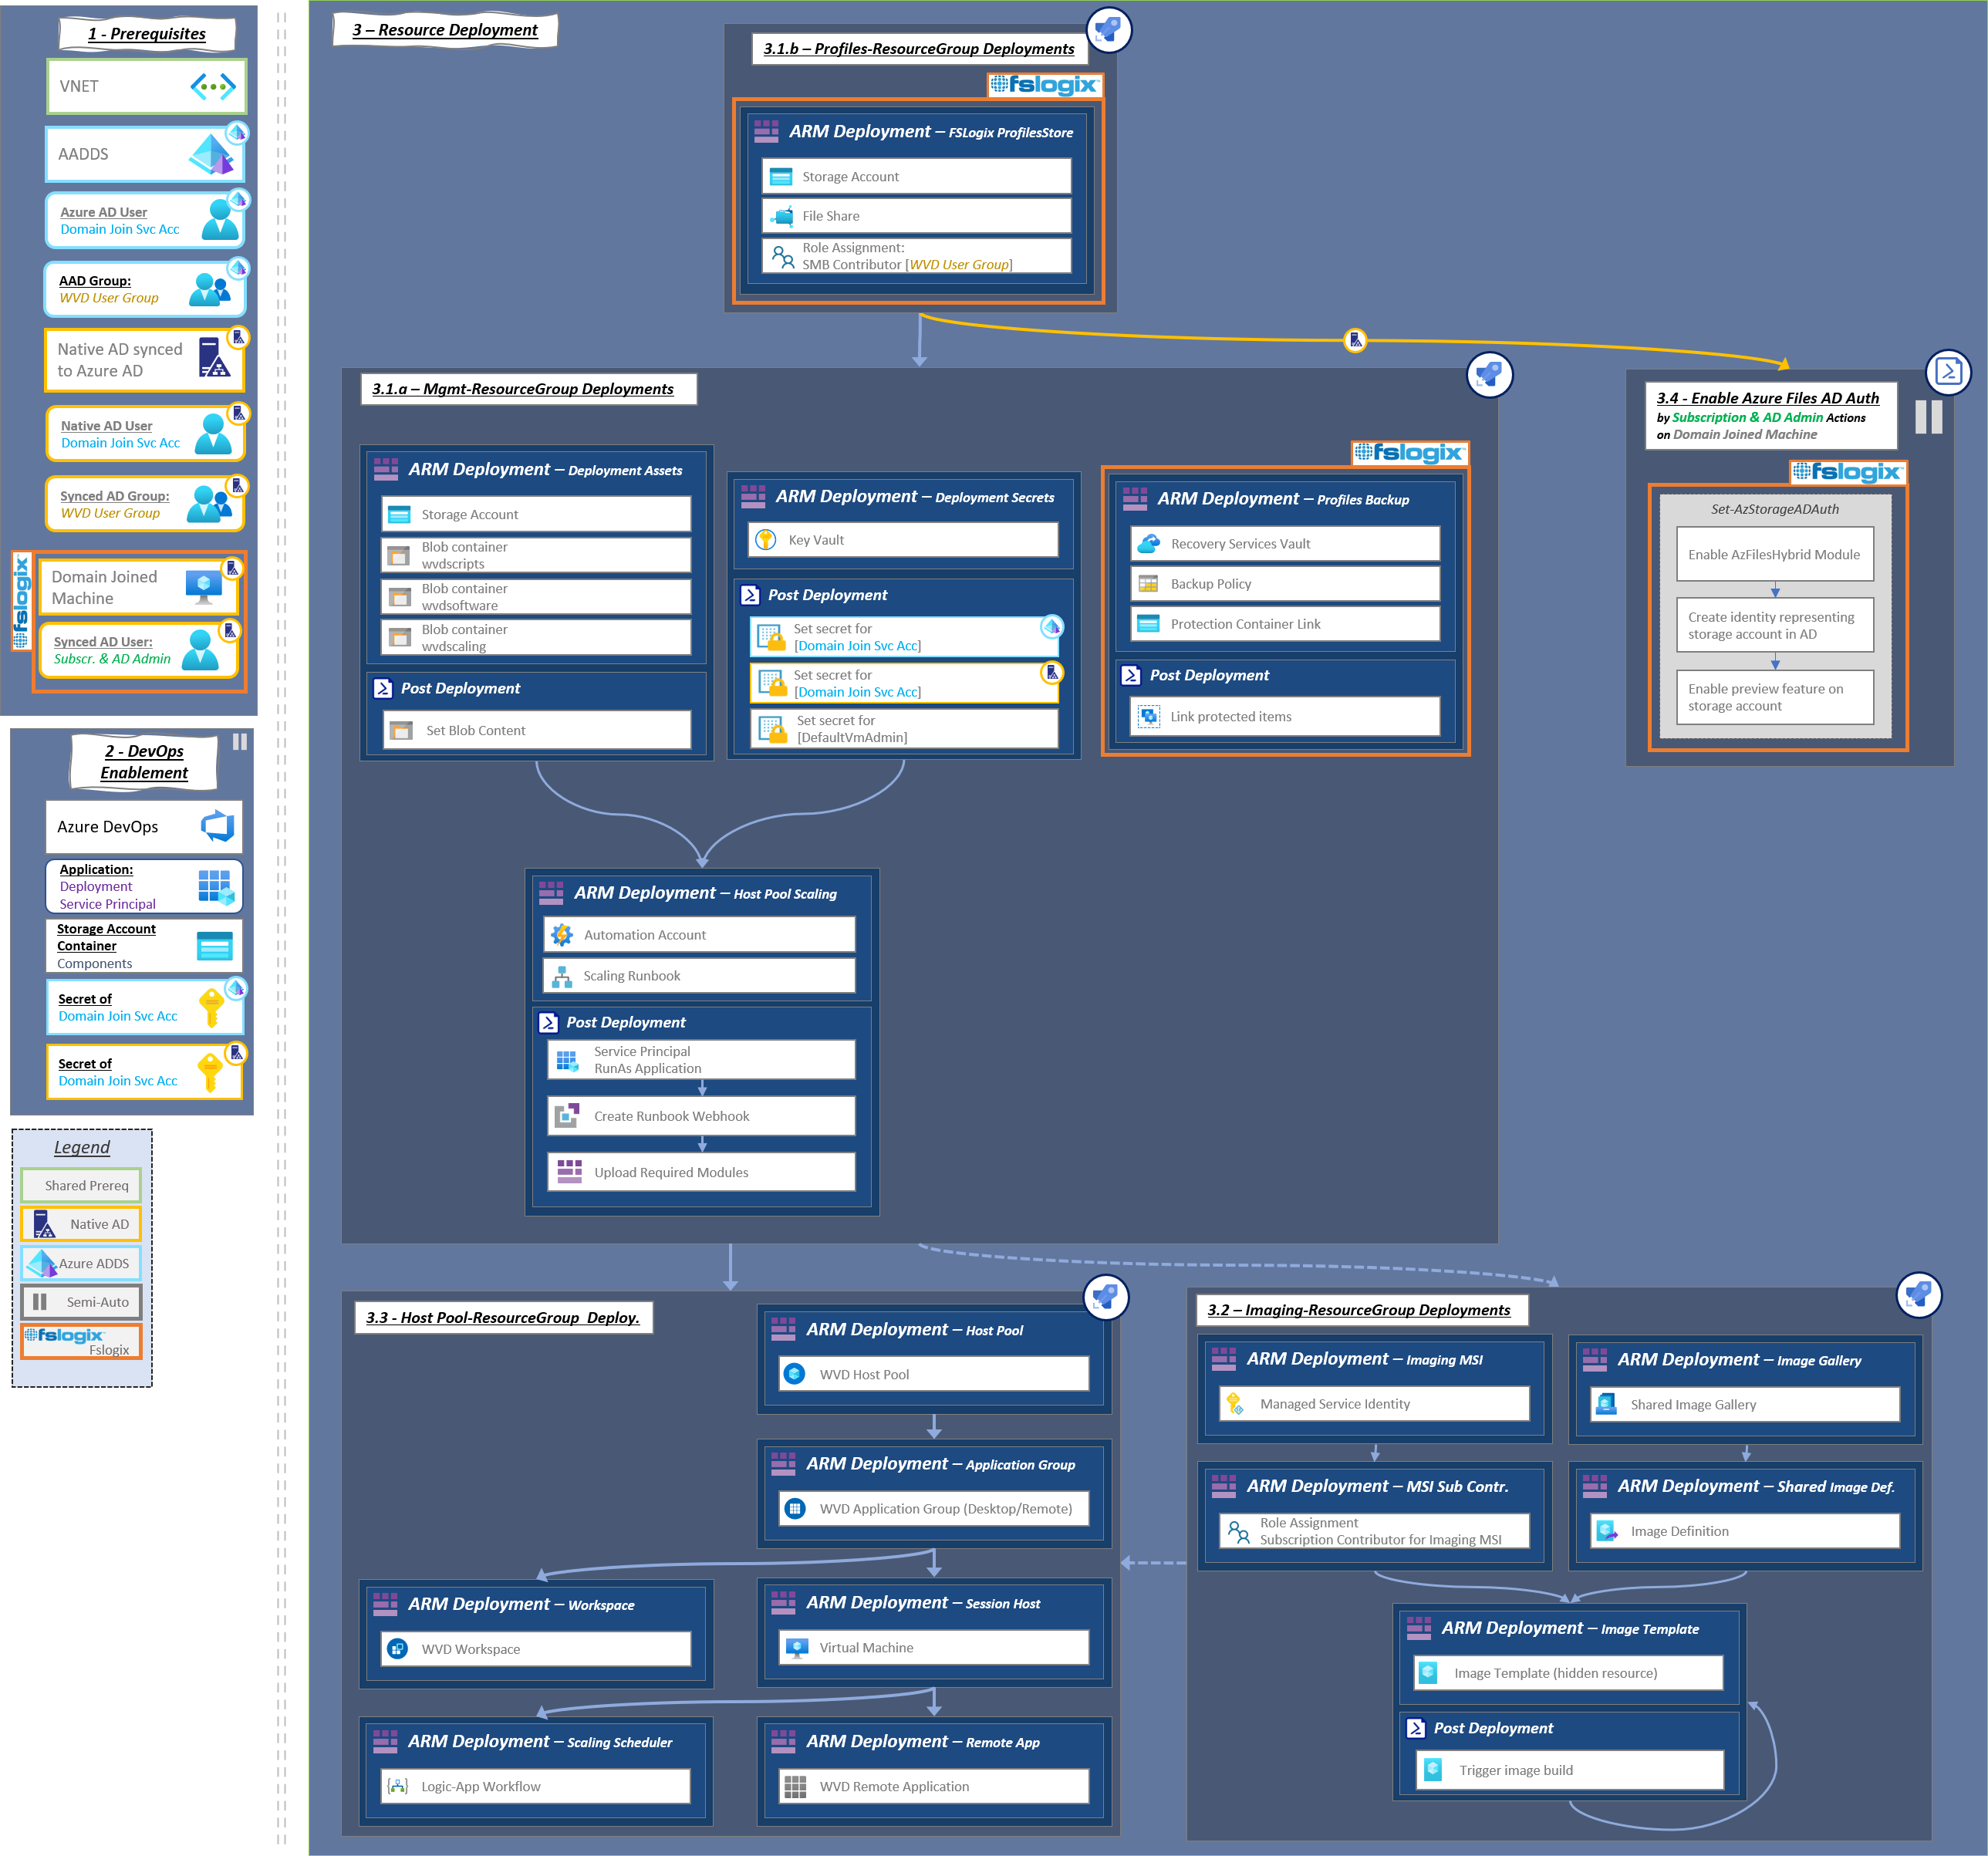 1 - Prerequisites
VNET
AADDS
Azure AD User
Domain Join Svc Acc
AAD Group:
WVD User Group
Native AD synced
to Azure AD
Native AD User
Domain Join Svc Acc
Synced AD Group:
WVD User Group
fslogix
Domain Joined
Machine
Synced AD User:
Subscr. & AD Admin
2 - DevOps
Enablement
Azure DevOps
Application:
Deployment
Service Principal
Storage Account
Container
Components
Secret of
Domain Join Svc Acc
Secret of
Domain Join Svc Acc
Legend
Shared Prereq
Native AD
Azure ADDS
Semi-Auto
fslogix
Fslogix
3 – Resource Deployment
3.1.b – Profiles-ResourceGroup Deployments
fslogix
ARM Deployment – FSLogix ProfilesStore
Storage Account
File Share
Role Assignment:
SMB Contributor [WVD User Group]
3.1.a – Mgmt-ResourceGroup Deployments
ARM Deployment – Deployment Assets
Storage Account
Blob container
wvdscripts
Blob container
wvdsoftware
Blob container
wvdscaling
Post Deployment
Set Blob Content
ARM Deployment – Deployment Secrets
Key Vault
Post Deployment
Set secret for
[Domain Join Svc Acc]
Set secret for
[Domain Join Svc Acc]
Set secret for
[DefaultVmAdmin]
fslogix
ARM Deployment – Profiles Backup
Recovery Services Vault
Backup Policy
Protection Container Link
Post Deployment
Link protected items
ARM Deployment – Host Pool Scaling
Automation Account
Scaling Runbook
Post Deployment
Service Principal
RunAs Application
Create Runbook Webhook
Upload Required Modules
3.4 - Enable Azure Files AD Auth
by Subscription & AD Admin Actions
on Domain Joined Machine
fslogix
Set-AzStorageADAuth
Enable AzFilesHybrid Module
Create identity representing
storage account in AD
Enable preview feature on
storage account
3.3 - Host Pool-ResourceGroup Deploy.
ARM Deployment – Host Pool
WVD Host Pool
ARM Deployment – Application Group
WVD Application Group (Desktop/Remote)
ARM Deployment – Workspace
WVD Workspace
ARM Deployment – Session Host
Virtual Machine
ARM Deployment – Scaling Scheduler
Logic-App Workflow
ARM Deployment – Remote App
WVD Remote Application
3.2 – Imaging-ResourceGroup Deployments
ARM Deployment – Imaging MSI
Managed Service Identity
ARM Deployment – Image Gallery
Shared Image Gallery
ARM Deployment – MSI Sub Contr.
Role Assignment
Subscription Contributor for Imaging MSI
ARM Deployment – Shared Image Def.
Image Definition
ARM Deployment – Image Template
Image Template (hidden resource)
Post Deployment
Trigger image build